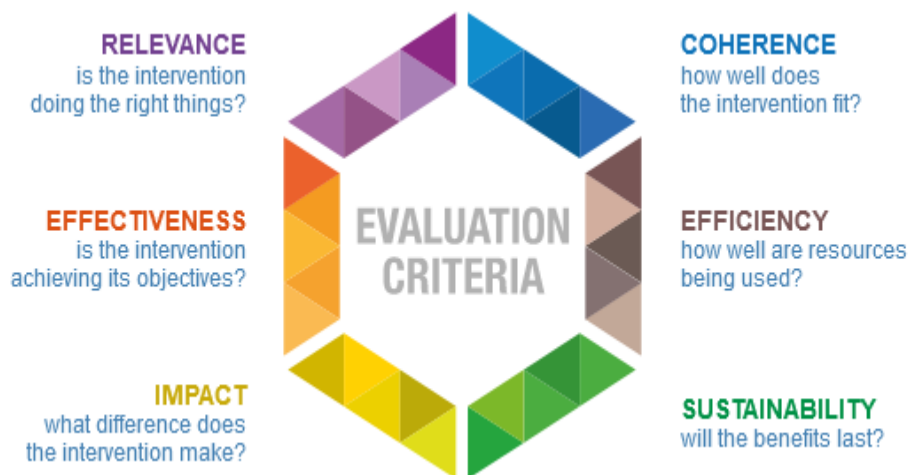 RELEVANCE
is the intervention
doing the right things?
COHERENCE
how well does
the intervention fit?
EFFECTIVENESS
is the intervention
achieving its objectives?
EVALUATION
CRITERIA
EFFICIENCY
how well are resources
being used?
IMPACT
what difference does
the intervention make?
SUSTAINABILITY
will the benefits last?